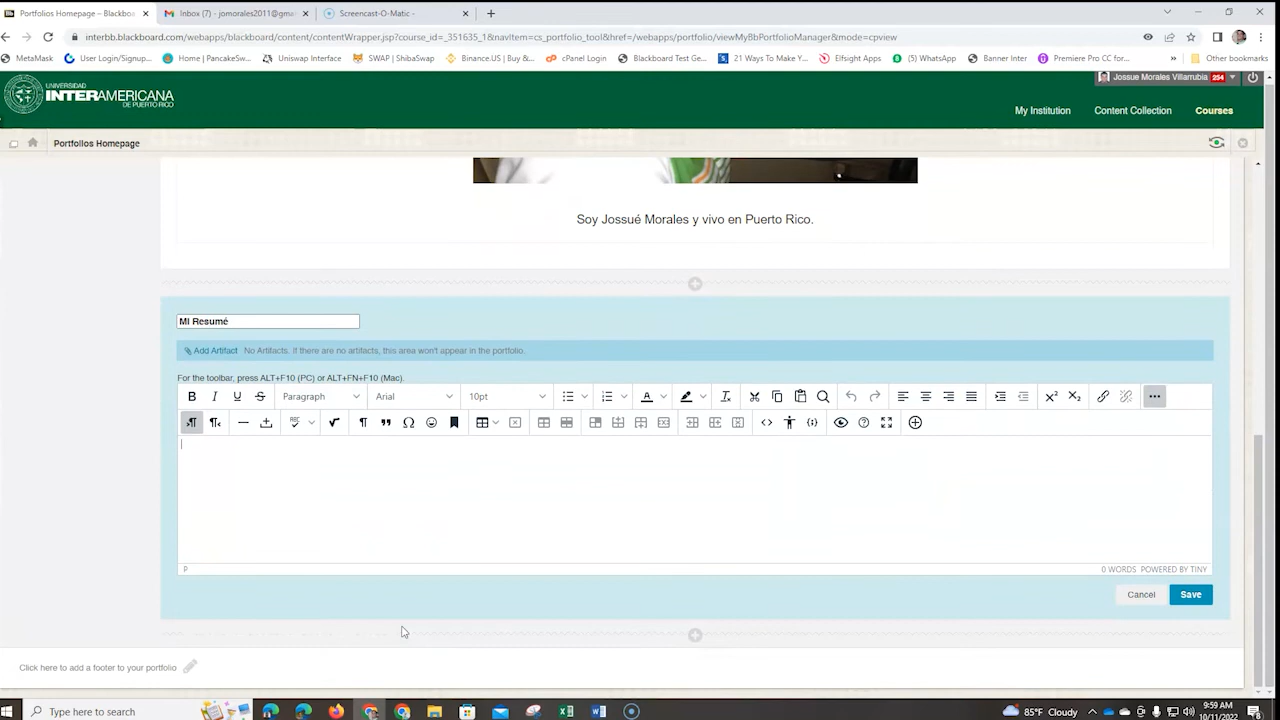 Portfolios Homepage – Blackboard
Inbox (7) - jomorales2011@gma
Screencast-O-Matic -
interbb.blackboard.com/webapps/blackboard/content/contentWrapper.jsp?course_id=_351635_1&navItem=cs_portfolio_tool&href=/webapps/portfolio/viewMyBbPortfolioManager&mode=cpview
MetaMask
User Login/Signup...
Home | PancakeSw...
Uniswap Interface
SWAP | ShibaSwap
Binance.US | Buy &...
cPanel Login
Blackboard Test Ge...
21 Ways To Make Y...
Elfsight Apps
(5) WhatsApp
Banner Inter
Premiere Pro CC for...
»
Other bookmarks
UNIVERSIDAD
INTERAMERICANA
DE PUERTO RICO
Josue Morales Villarrubia 254
My Institution
Content Collection
Courses
Portfolios Homepage
Soy Jossué Morales y vivo en Puerto Rico.
MI Resumé
Add Artifact No Artifacts. If there are no artifacts, this area won't appear in the portfolio.
For the toolbar, press ALT+F10 (PC) or ALT+FN+F10 (Mac).
B I U S Paragraph Arial 10pt
P
0 WORDS POWERED BY TINY
Cancel
Save
Click here to add a footer to your portfolio
Type here to search
85°F Cloudy
9:59 AM
10/11/2022